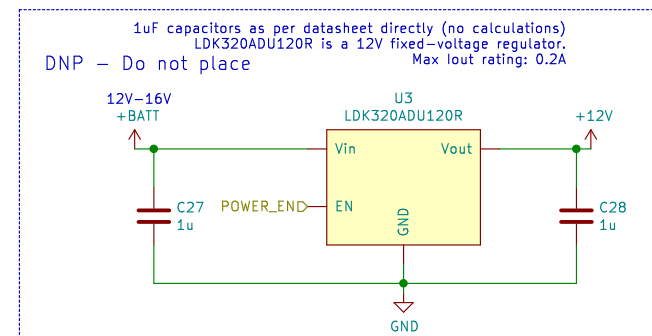 1uF capacitors as per datasheet directly (no calculations)
LDK320ADU120R is a 12V fixed-voltage regulator.
DNP - Do not place
Max Iout rating: 0.2A
12V-16V
+BATT
U3
LDK320ADU120R
+12V
Vin
Vout
C27
1u
POWER_EN
EN
GND
C28
1u
GND